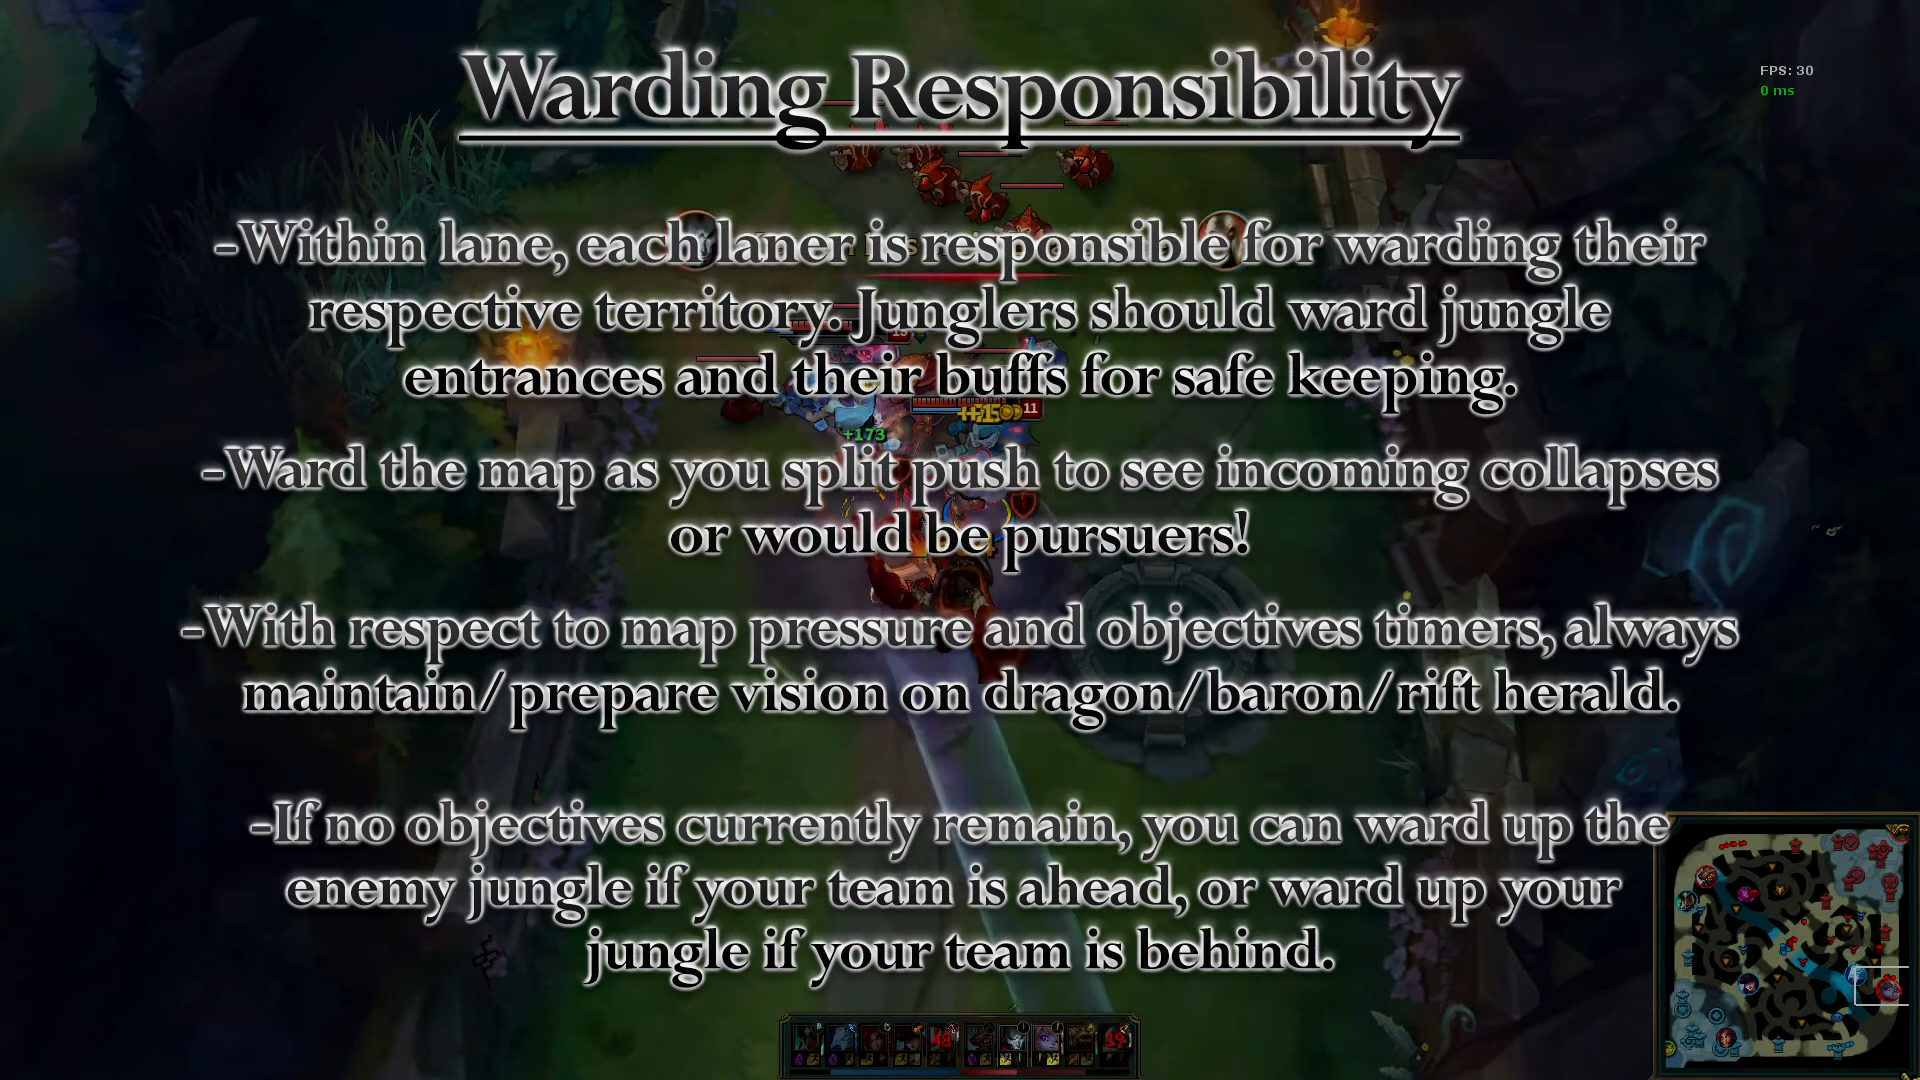 Warding Responsibility
FPS: 30
0 ms
-Within lane, each laner is responsible for warding their
respective territory. Junglers should ward jungle
entrances and their buffs for safe keeping.
11
+173
-Ward the map as you split push to see incoming collapses
or would be pursuers!
-With respect to map pressure and objectives timers, always
maintain/prepare vision on dragon/baron/rift herald.
-If no objectives currently remain, you can ward up the
enemy jungle if your team is ahead, or ward up your
jungle if your team is behind.
48